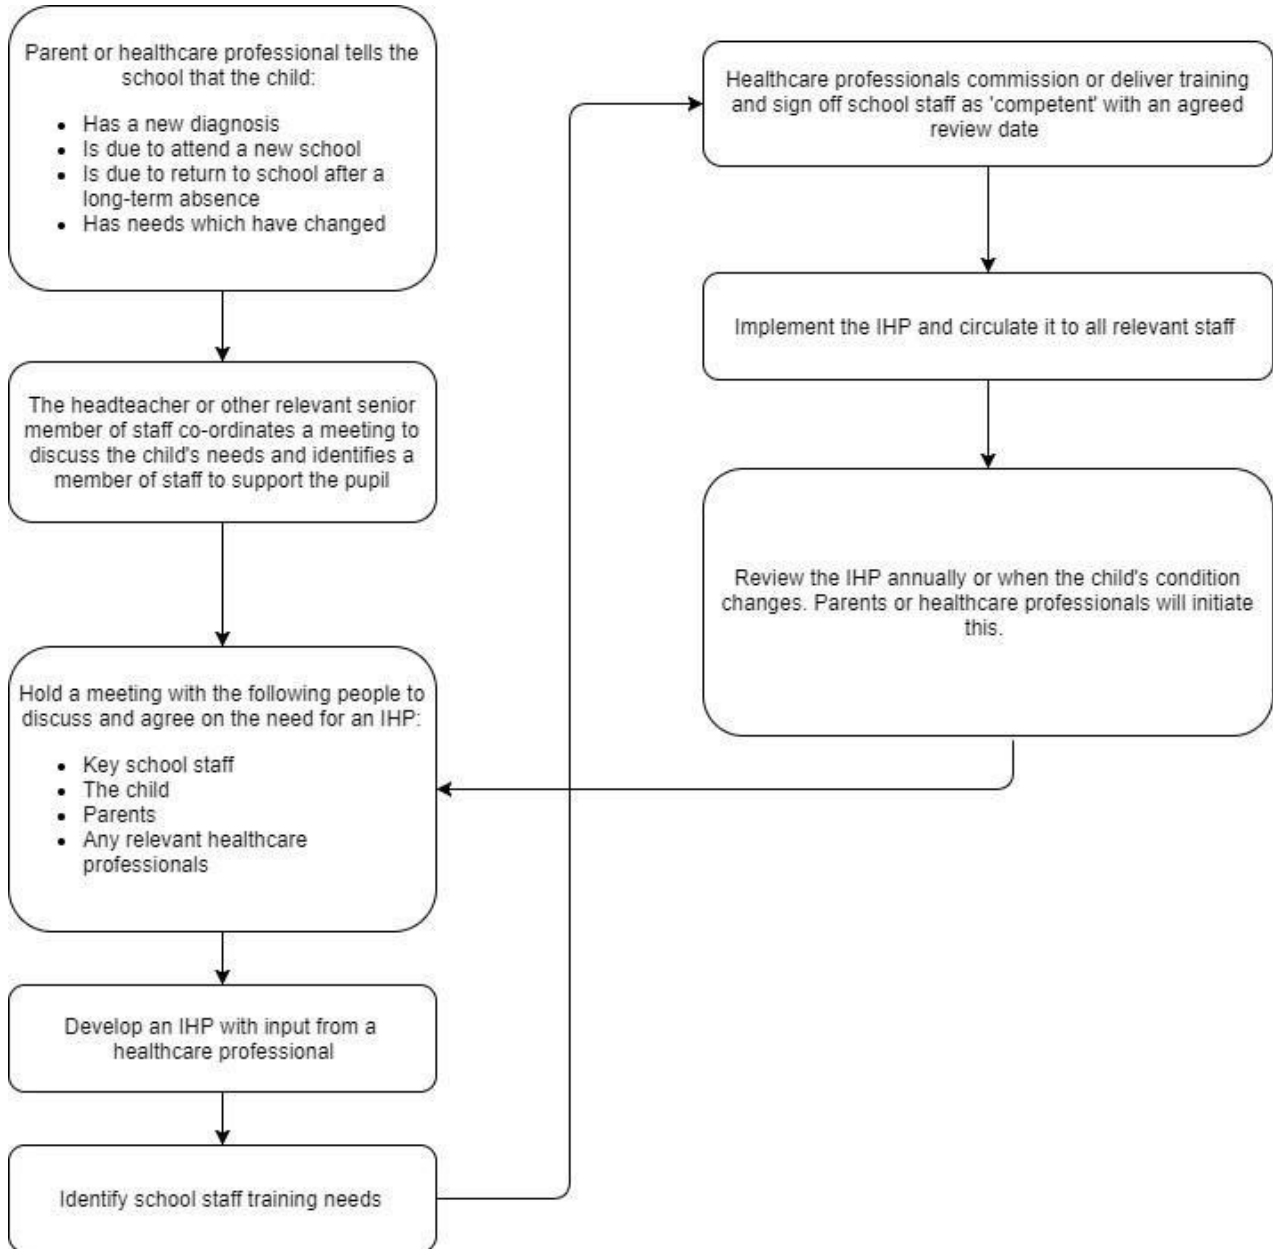 Parent or healthcare professional tells the
school that the child:
• Has a new diagnosis
• Is due to attend a new school
• Is due to return to school after a
long-term absence
• Has needs which have changed
The headteacher or other relevant senior
member of staff co-ordinates a meeting to
discuss the child's needs and identifies a
member of staff to support the pupil
Hold a meeting with the following people to
discuss and agree on the need for an IHP:
• Key school staff
• The child
• Parents
• Any relevant healthcare
professionals
Develop an IHP with input from a
healthcare professional
Identify school staff training needs
Healthcare professionals commission or deliver training
and sign off school staff as 'competent' with an agreed
review date
Implement the IHP and circulate it to all relevant staff
Review the IHP annually or when the child's condition
changes. Parents or healthcare professionals will initiate
this.